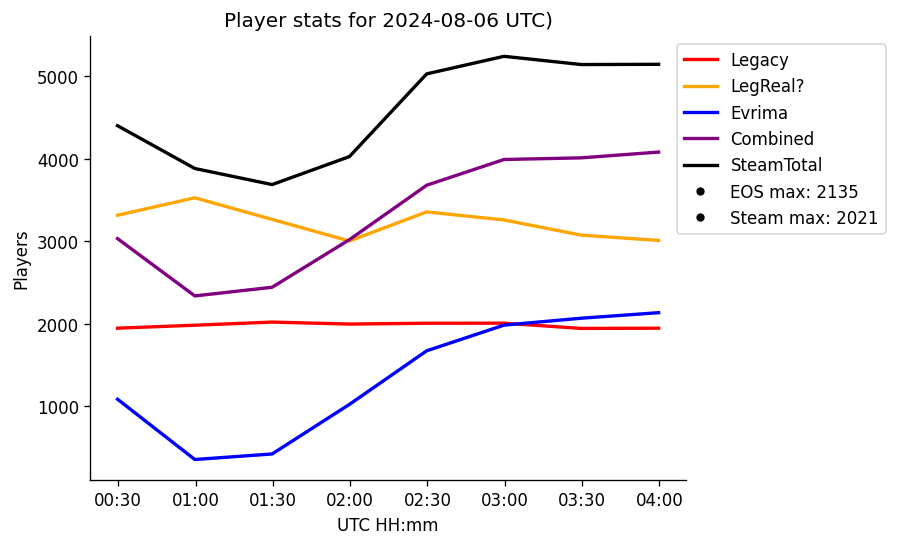 Player stats for 2024-08-06 UTC)
Players
5000
4000
3000
2000
1000
00:30 01:00 01:30 02:00 02:30 03:00 03:30 04:00
UTC HH:mm
Legacy
LegReal?
Evrima
Combined
SteamTotal
EOS max: 2135
Steam max: 2021